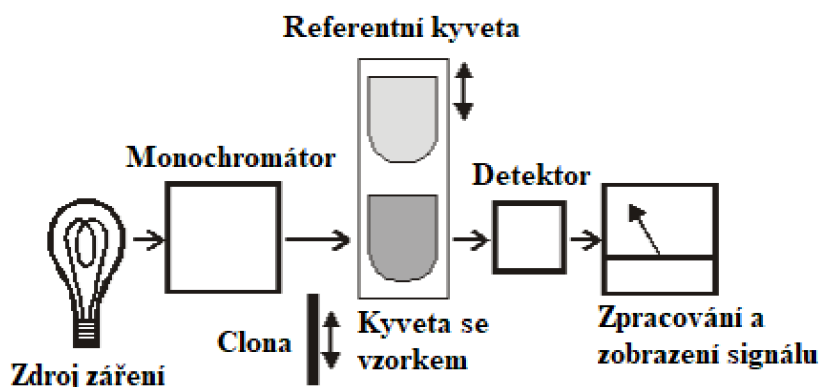 Referentní kyveta
Monochromátor
Detektor
Clona
Kyveta se
vzorkem
Zpracování a
zobrazení signálu
Zdroj záření